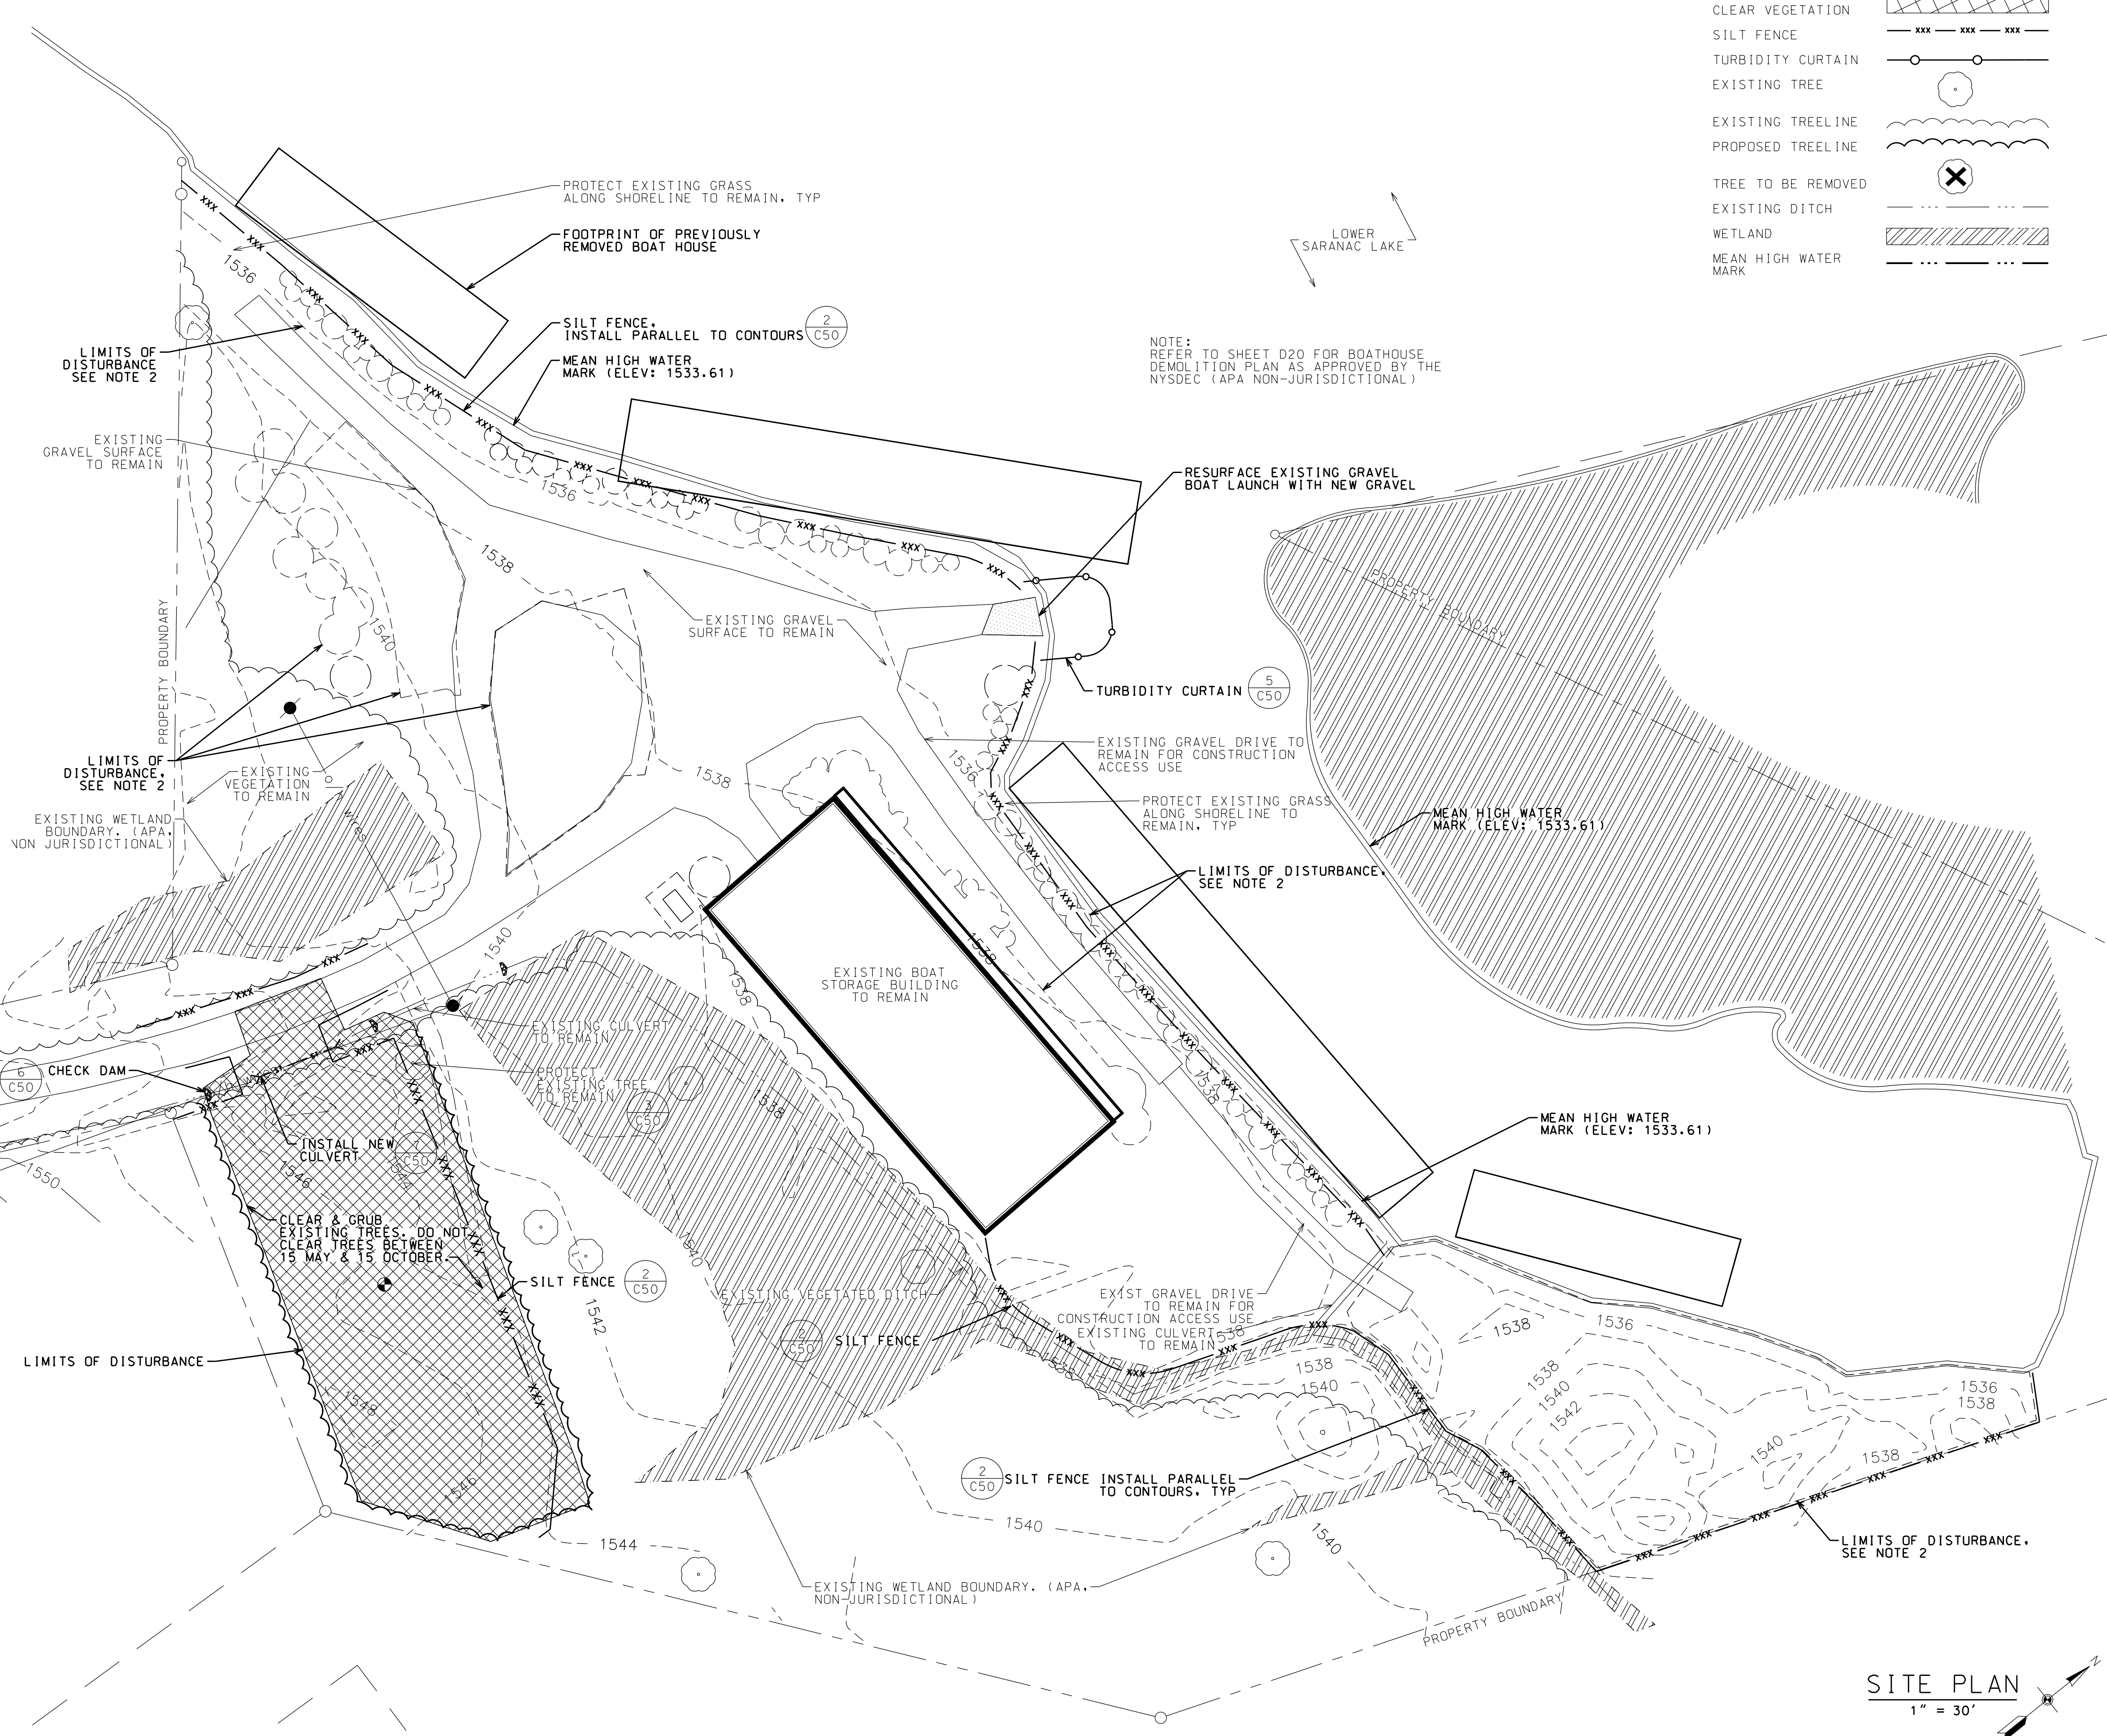 CLEAR VEGETATION
SILT FENCE
XXX XXX XXX
TURBIDITY CURTAIN
EXISTING TREE
EXISTING TREELINE
PROPOSED TREELINE
TREE TO BE REMOVED
EXISTING DITCH
WETLAND
MEAN HIGH WATER
MARK
PROTECT EXISTING GRASS
ALONG SHORELINE TO REMAIN, TYP
FOOTPRINT OF PREVIOUSLY
REMOVED BOAT HOUSE
LOWER
SARANAC LAKE
1536
SILT FENCE,
INSTALL PARALLEL TO CONTOURS
2
C50
MEAN HIGH WATER
MARK (ELEV: 1533.61)
LIMITS OF
DISTURBANCE
SEE NOTE 2
NOTE:
REFER TO SHEET D20 FOR BOATHOUSE
DEMOLITION PLAN AS APPROVED BY THE
NYSDEC (APA NON-JURISDICTIONAL)
EXISTING
GRAVEL SURFACE
TO REMAIN
1536
RESURFACE EXISTING GRAVEL
BOAT LAUNCH WITH NEW GRAVEL
1538
PROPERTY BOUNDARY
1540
EXISTING GRAVEL
SURFACE TO REMAIN
PROPERTY BOUNDARY
TURBIDITY CURTAIN
5
C50
LIMITS OF
DISTURBANCE,
SEE NOTE 2
EXISTING
VEGETATION
TO REMAIN
1538
1536
EXISTING GRAVEL DRIVE TO
REMAIN FOR CONSTRUCTION
ACCESS USE
PROTECT EXISTING GRASS
ALONG SHORELINE TO
REMAIN, TYP
MEAN HIGH WATER
MARK (ELEV: 1533.61)
EXISTING WETLAND
BOUNDARY. (APA,
NON JURISDICTIONAL)
wires
LIMITS OF DISTURBANCE,
SEE NOTE 2
1540
1538
1538
EXISTING BOAT
STORAGE BUILDING
TO REMAIN
EXISTING CULVERT
TO REMAIN
6
C50
CHECK DAM
PROTECT
EXISTING TREE
TO REMAIN
3
C50
1538
1538
MEAN HIGH WATER
MARK (ELEV: 1533.61)
INSTALL NEW
CULVERT
7
C50
1550
1546
1544
CLEAR & GRUB
EXISTING TREES. DO NOT
CLEAR TREES BETWEEN
15 MAY & 15 OCTOBER.
1540
SILT FENCE
2
C50
EXISTING VEGETATED DITCH
1542
2
C50
SILT FENCE
EXIST GRAVEL DRIVE
TO REMAIN FOR
CONSTRUCTION ACCESS USE
EXISTING CULVERT
TO REMAIN
1538
1538
1536
1538
1538
1540
1538
1540
1542
1536
1538
LIMITS OF DISTURBANCE
1548
1546
2
C50
SILT FENCE INSTALL PARALLEL
TO CONTOURS, TYP
1540
1538
1540
1540
1544
LIMITS OF DISTURBANCE,
SEE NOTE 2
EXISTING WETLAND BOUNDARY. (APA,
NON-JURISDICTIONAL)
PROPERTY BOUNDARY
SITE PLAN
1" = 30'
N